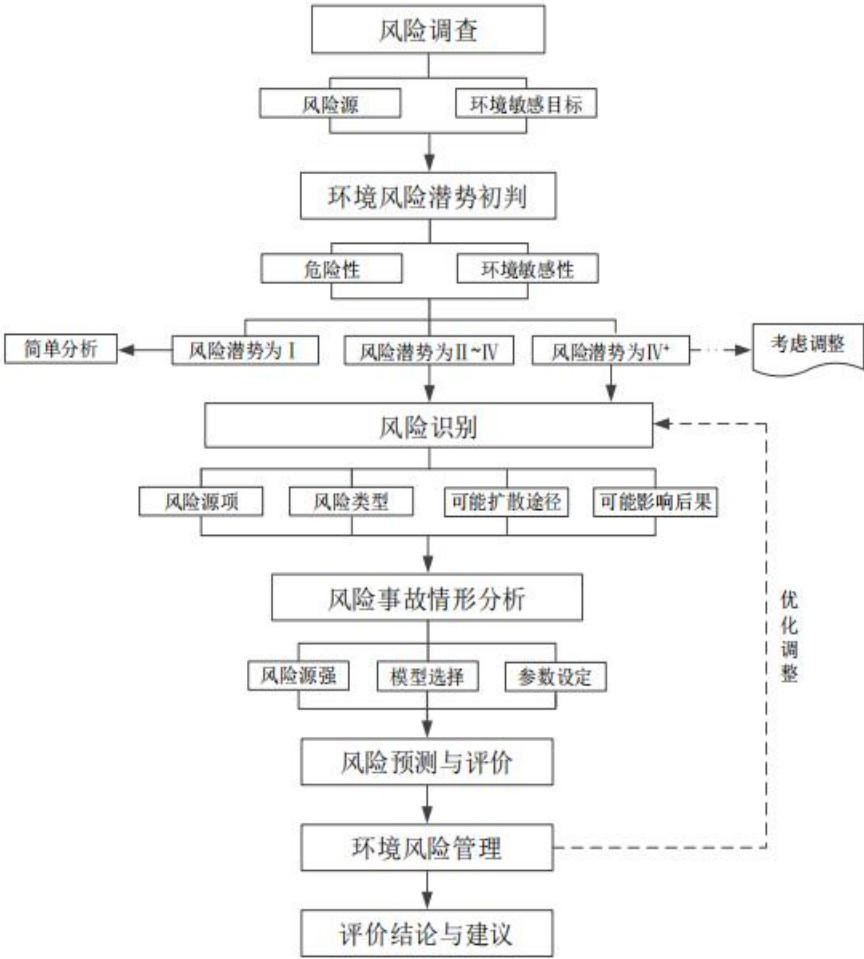 风险调查
风险源
环境敏感目标
环境风险潜势初判
危险性
环境敏感性
简单分析
风险潜势为Ⅰ
风险潜势为Ⅱ~Ⅳ
风险潜势为Ⅳ⁺
考虑调整
风险识别
风险源项
风险类型
可能扩散途径
可能影响后果
风险事故情形分析
优化调整
风险源强
模型选择
参数设定
风险预测与评价
环境风险管理
评价结论与建议